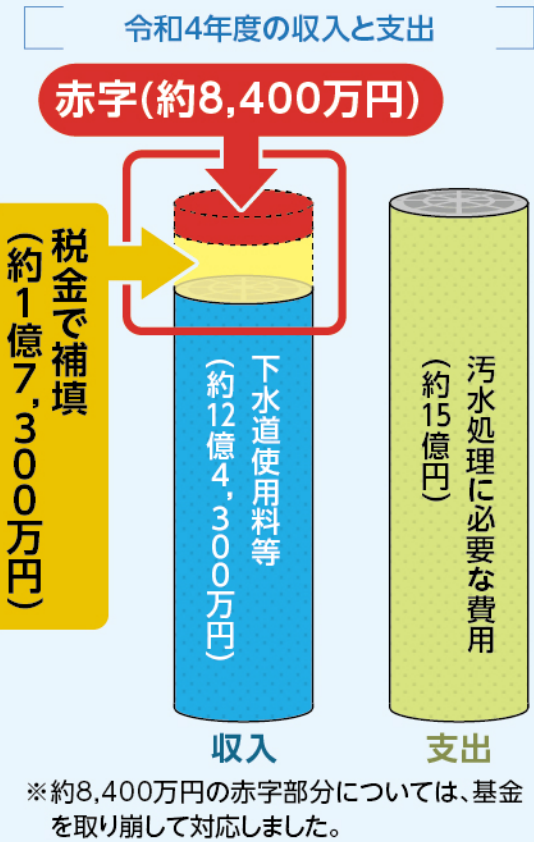 令和4年度の収入と支出
赤字(約8,400万円)
税金で補填
(約1億7,300万円)
下水道使用料等
(約12億4,300万円)
汚水処理に必要な費用
(約15億円)
収入
支出
※約8,400万円の赤字部分については、基金
を取り崩して対応しました。